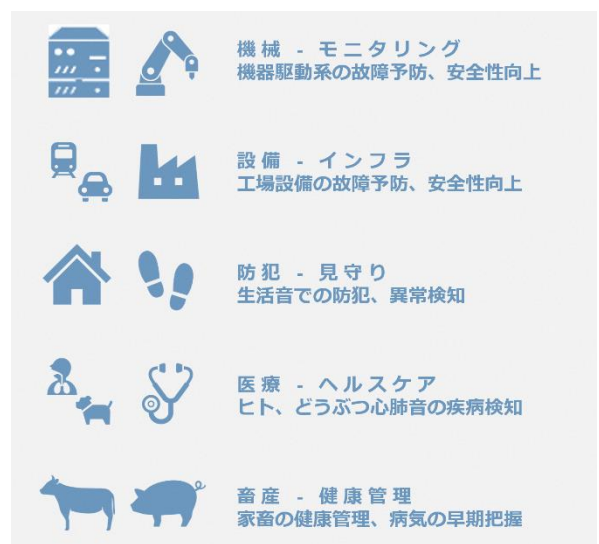 機械 - モニタリング
機器駆動系の故障予防、安全性向上
設備 - インフラ
工場設備の故障予防、安全性向上
防犯 - 見守り
生活音での防犯、異常検知
医療 - ヘルスケア
ヒト、どうぶつ心肺音の疾病検知
畜産 - 健康管理
家畜の健康管理、病気の早期把握